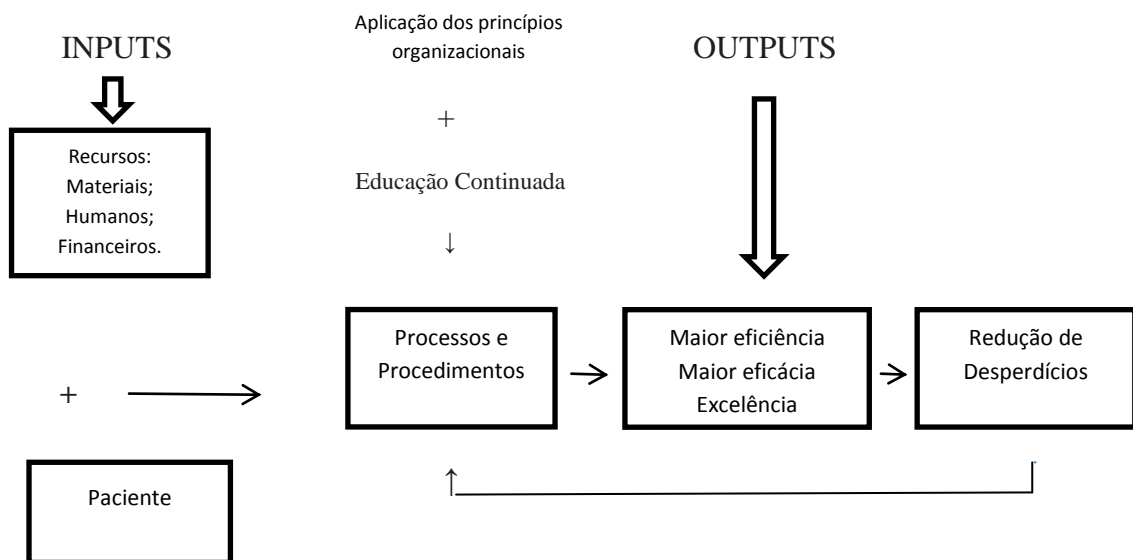 INPUTS
Recursos:
Materiais;
Humanos;
Financeiros.
+
Paciente
Aplicação dos princípios
organizacionais
+
Educação Continuada
↓
Processos e
Procedimentos
OUTPUTS
Maior eficiência
Maior eficácia
Excelência
Redução de
Desperdícios